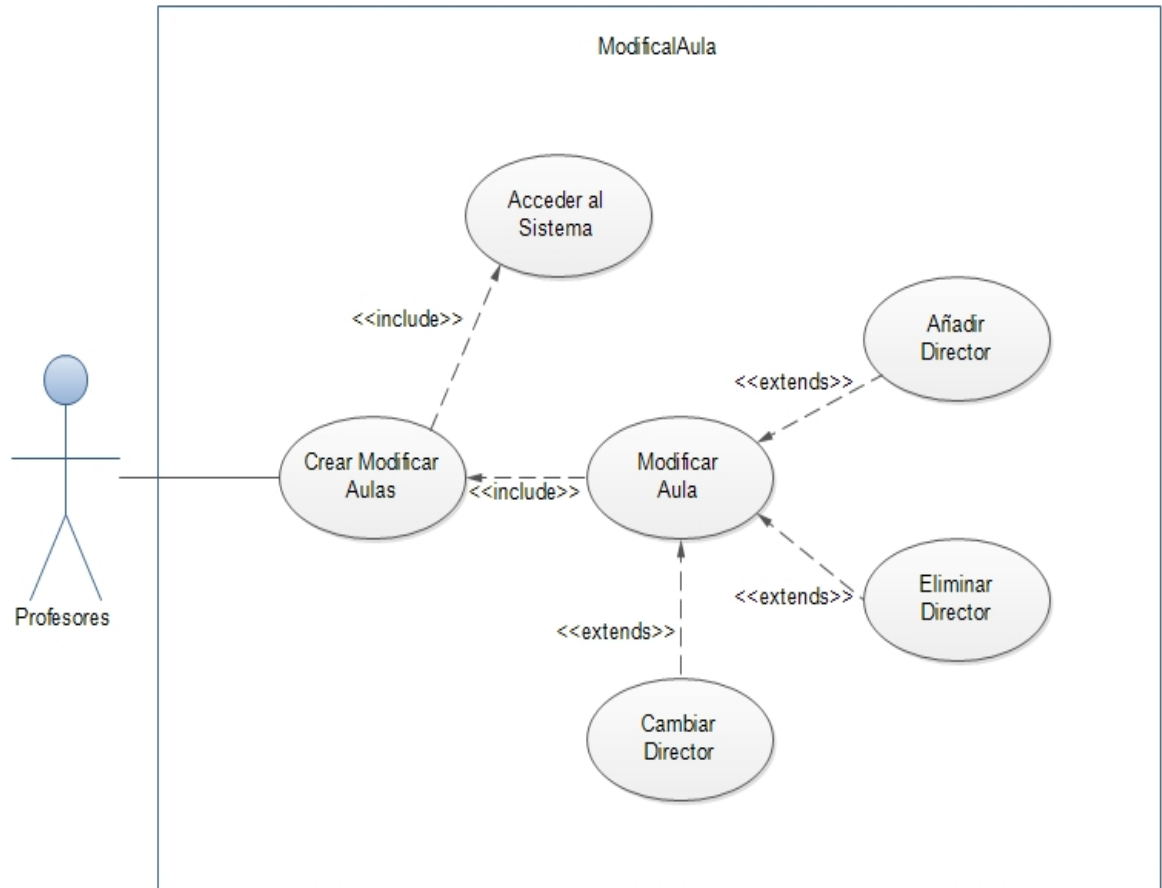 ModificalAula
Acceder al
Sistema
<<include>>
Añadir
Director
<<extends>>
Crear Modificar
Aulas
<<include>>
Modificar
Aula
Profesores
<<extends>>
Eliminar
Director
<<extends>>
Cambiar
Director